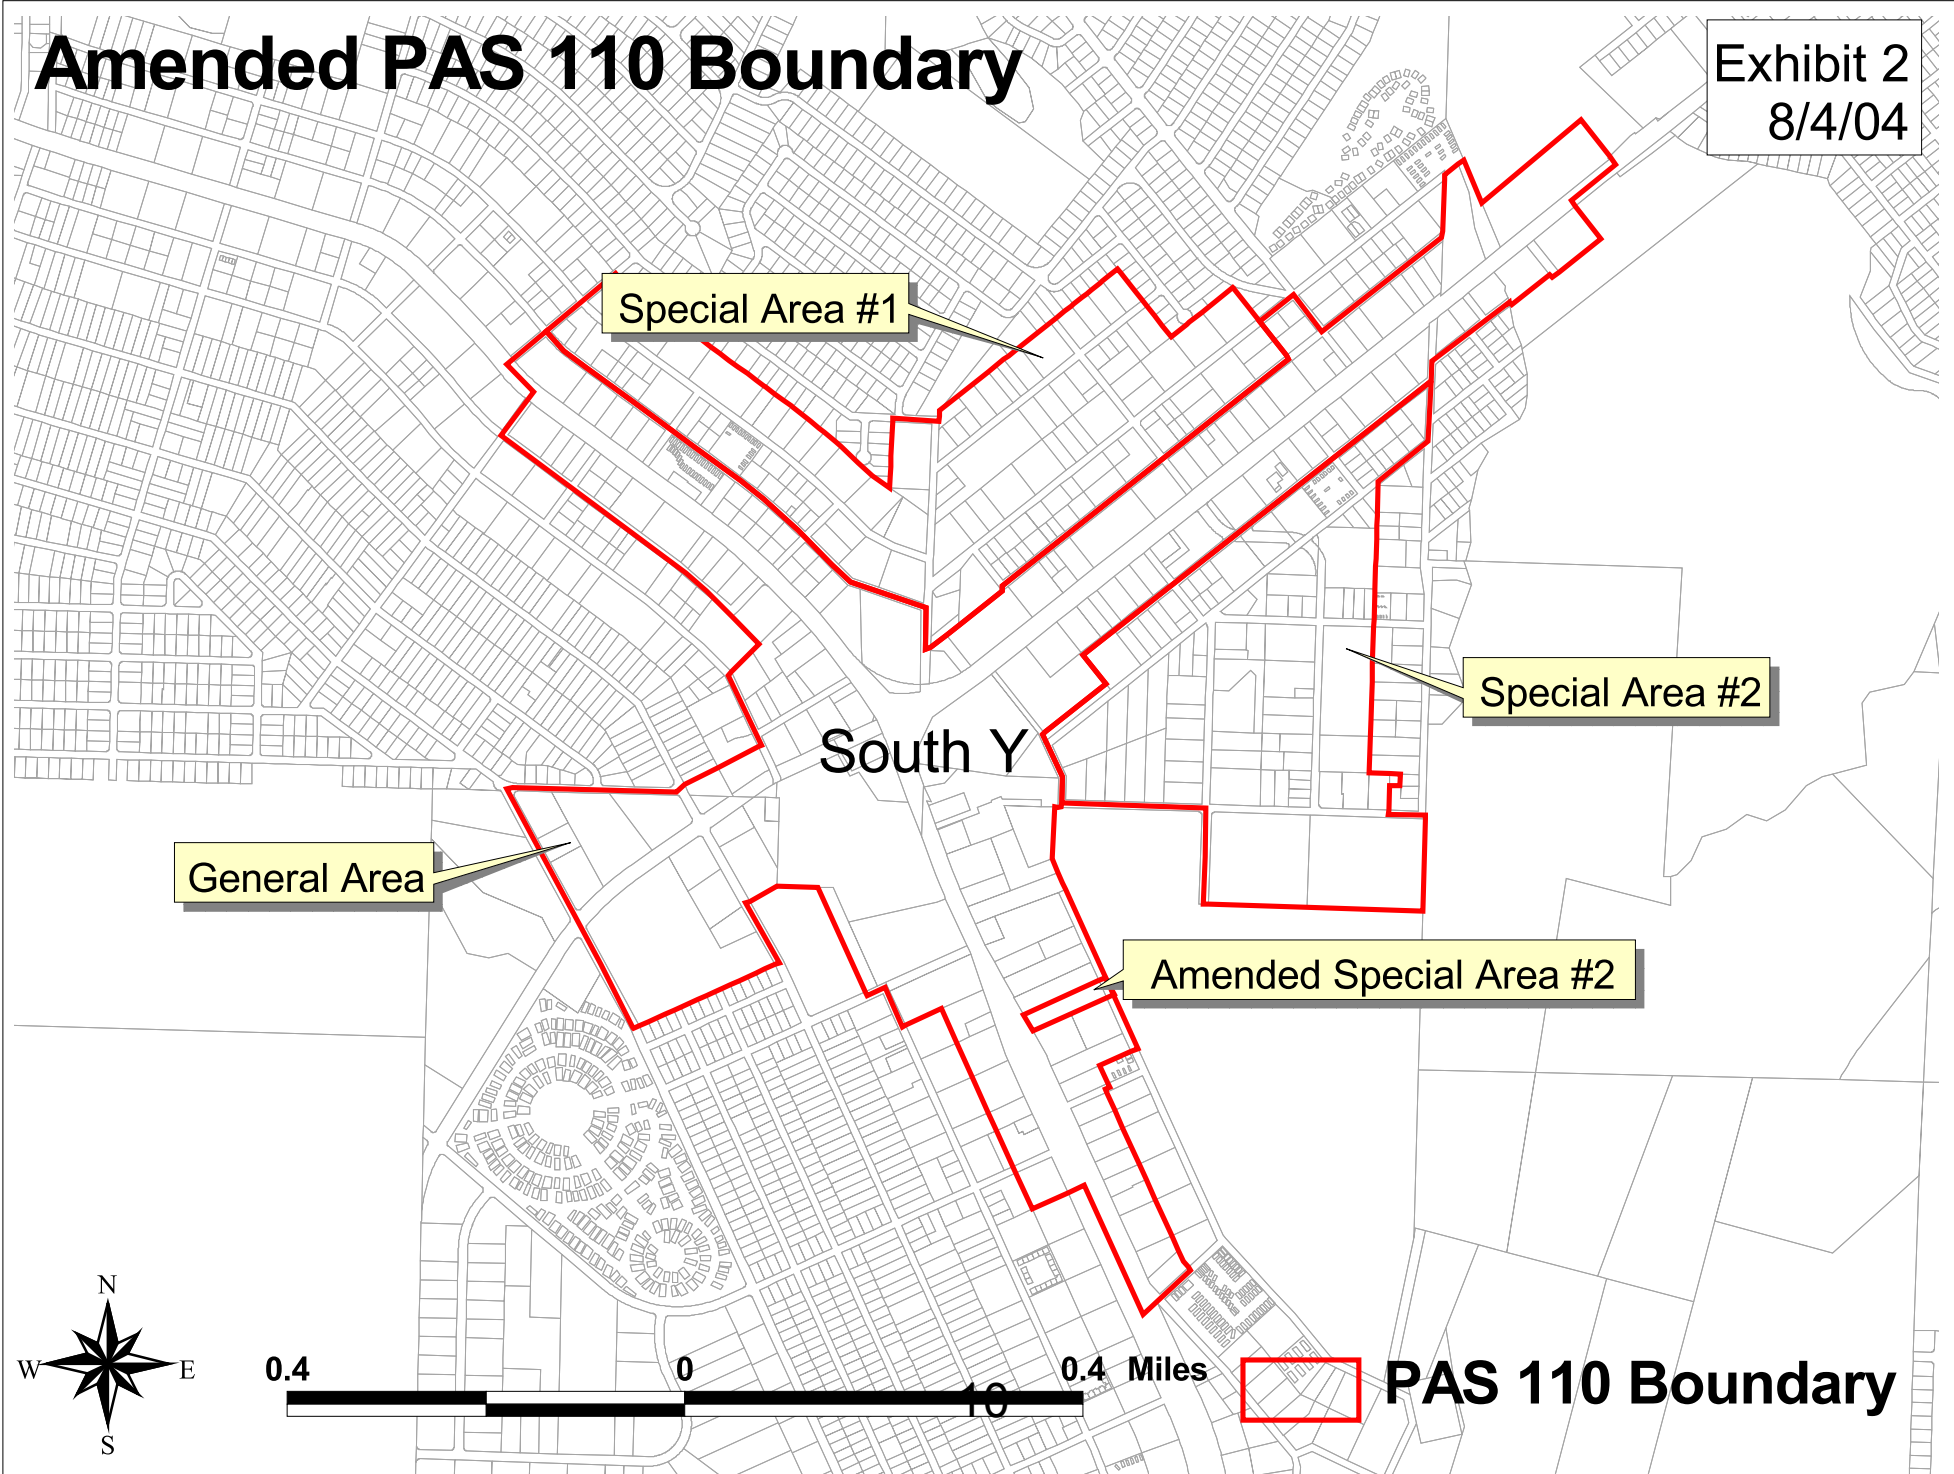 Amended PAS 110 Boundary
Exhibit 2
8/4/04
Special Area #1
Special Area #2
South Y
General Area
Amended Special Area #2
N
W
E
S
0.4
0
0.4 Miles
10
PAS 110 Boundary